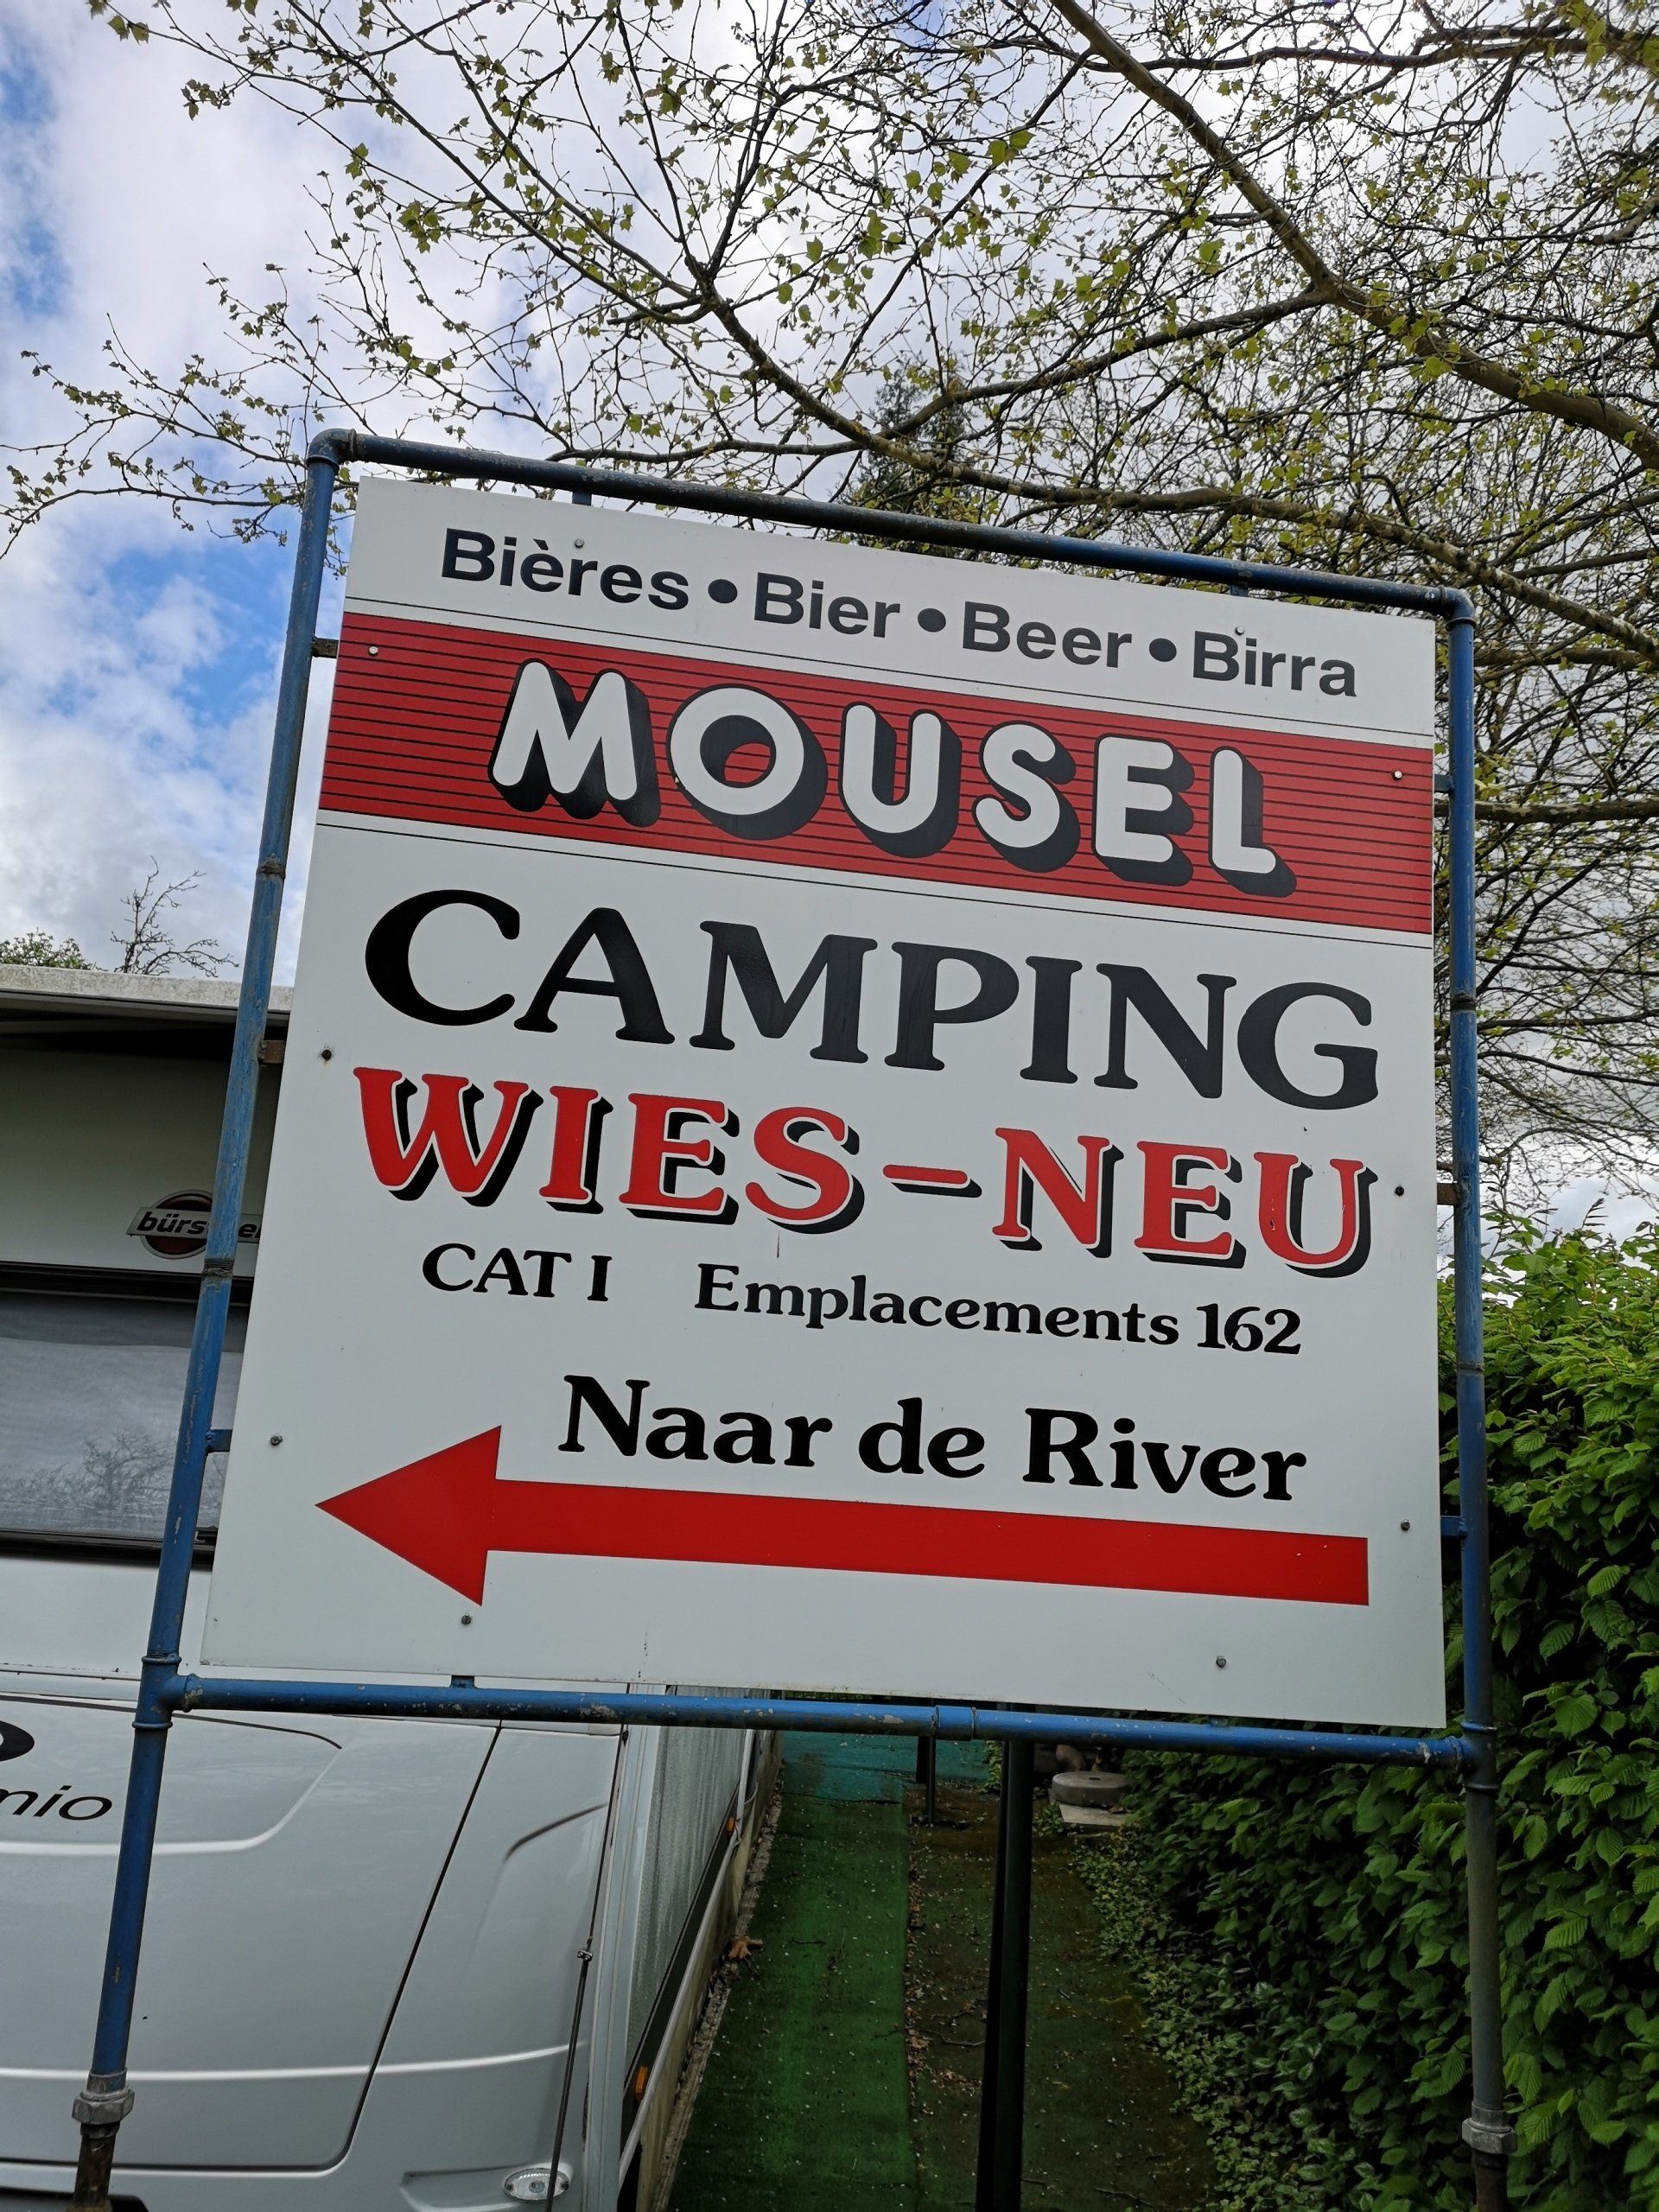 Bières • Bier • Beer • Birra
MOUSEL
CAMPING
WIES-NEU
CAT I Emplacements 162
Naar de River